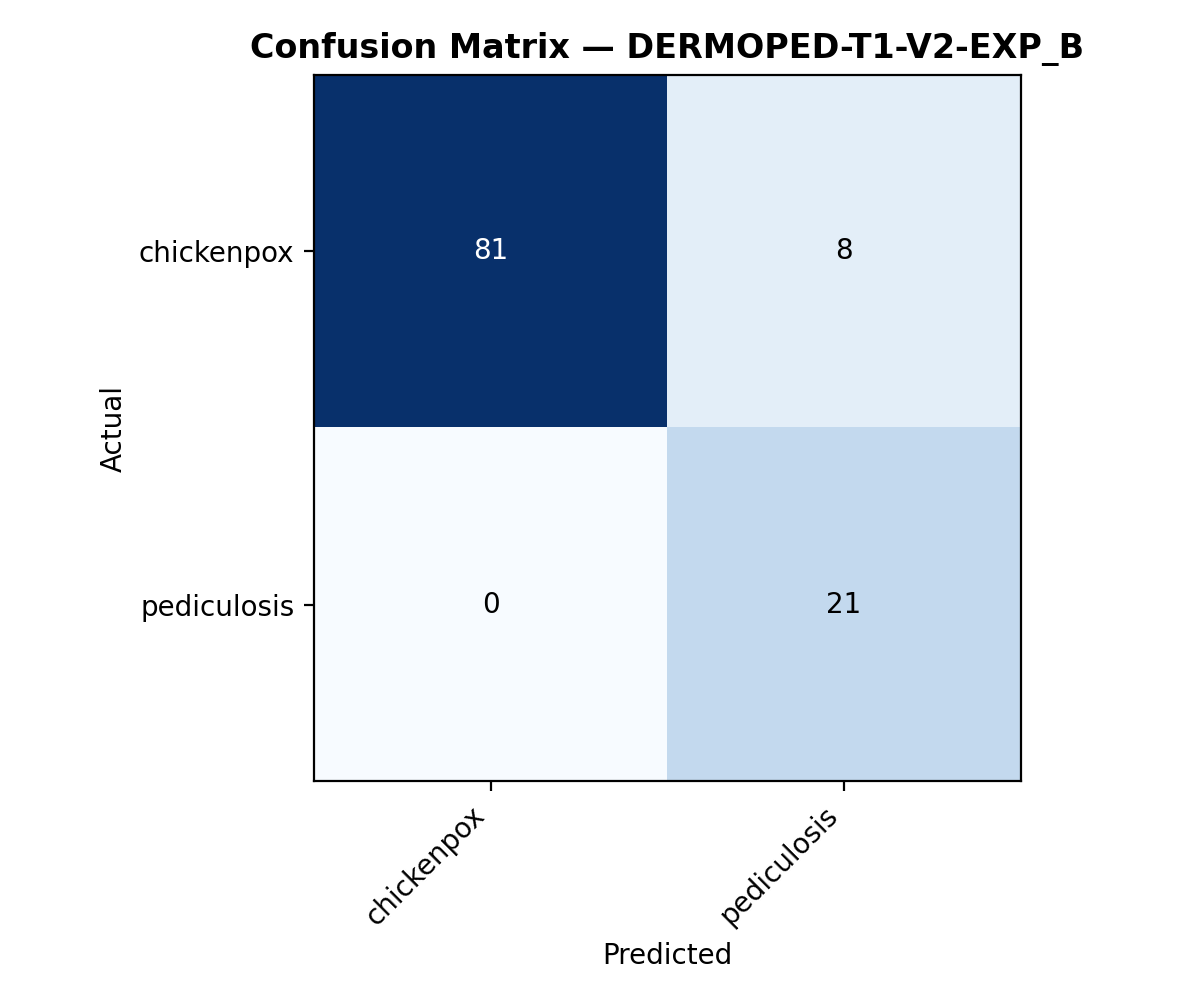 Confusion Matrix — DERMOPED-T1-V2-EXP_B
chickenpox
81
8
Actual
pediculosis
0
21
chickenpox
pediculosis
Predicted